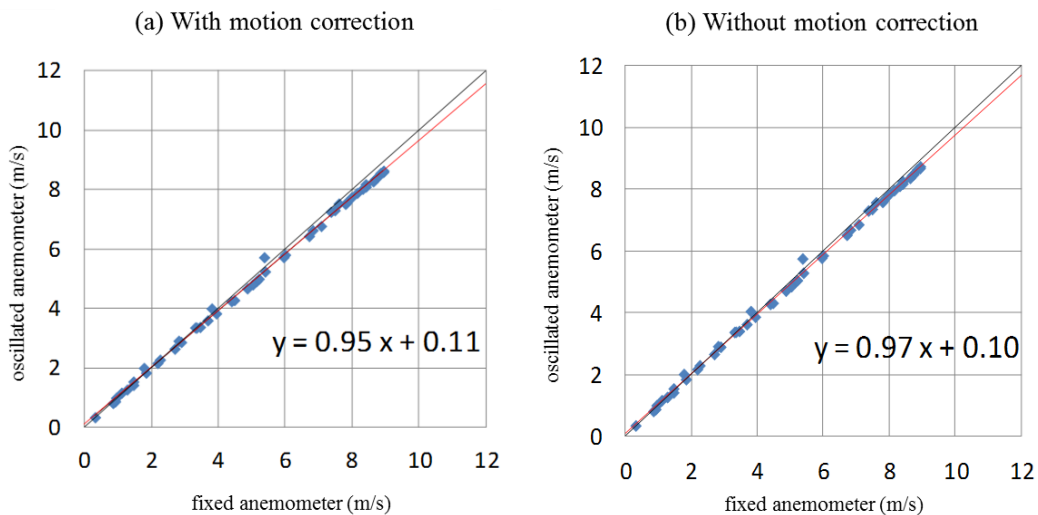 (a) With motion correction
12
10
8
6
4
2
0
0 2 4 6 8 10 12
oscillated anemometer (m/s)
y = 0.95 x + 0.11
fixed anemometer (m/s)
(b) Without motion correction
12
10
8
6
4
2
0
0 2 4 6 8 10 12
oscillated anemometer (m/s)
y = 0.97 x + 0.10
fixed anemometer (m/s)